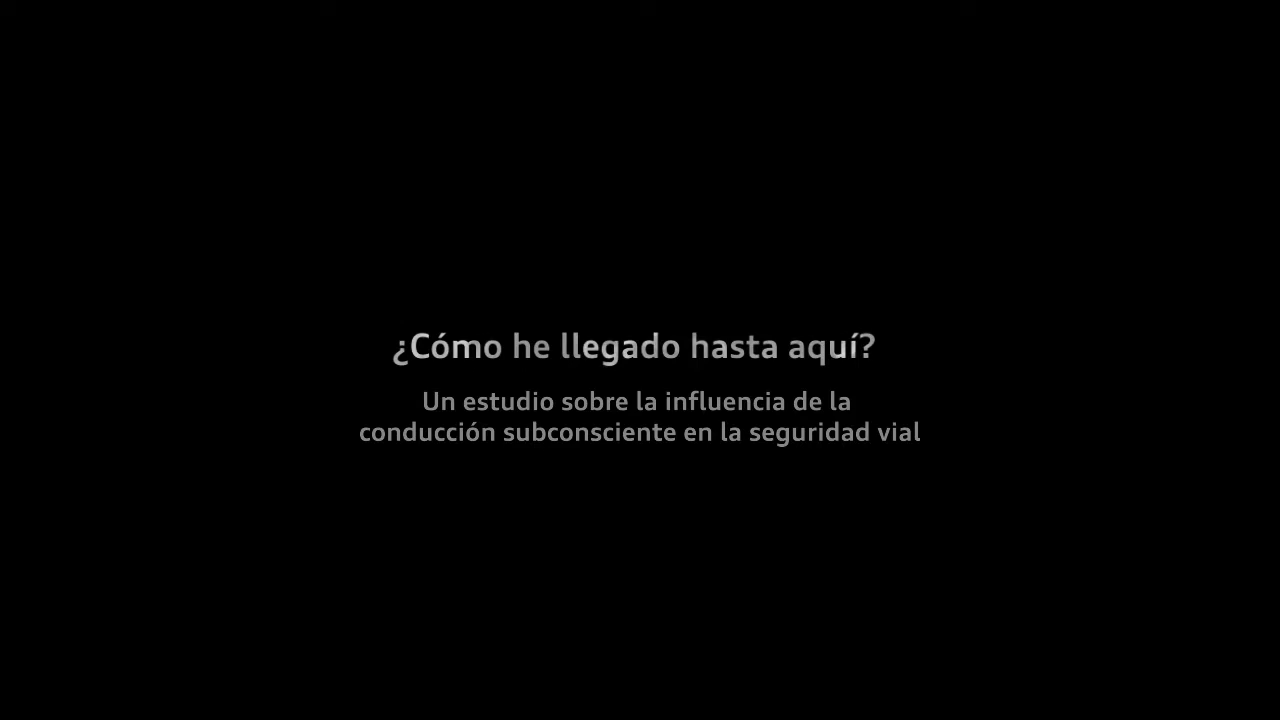 ¿Cómo he llegado hasta aquí?
Un estudio sobre la influencia de la
conducción subconsciente en la seguridad vial